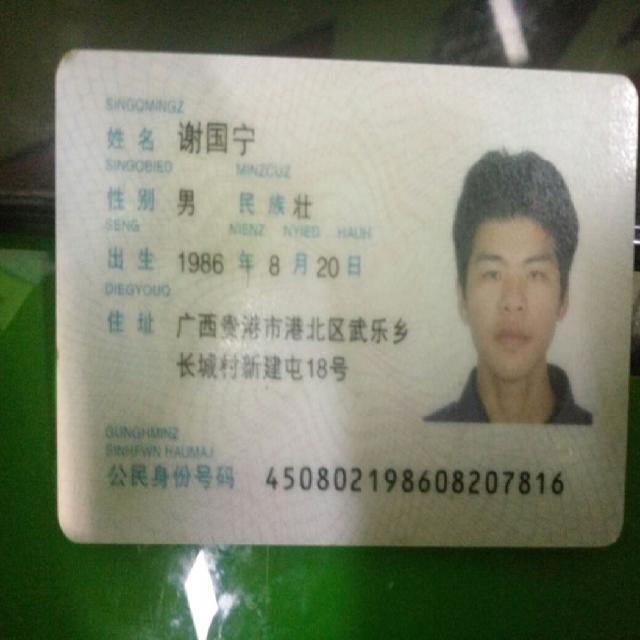 SINGQMINGZ
姓名 谢国宁
SINGQBIED MINZCUZ
性别 男 民族 壮
SENG NIENZ NYIED HAUH
出生 1986 年 8 月 20 日
DIEGYOUQ
住址 广西贵港市港北区武乐乡
长城村新建屯18号
GUNGHMINZ
SINHFWN HAUMAJ
公民身份号码 450802198608207816